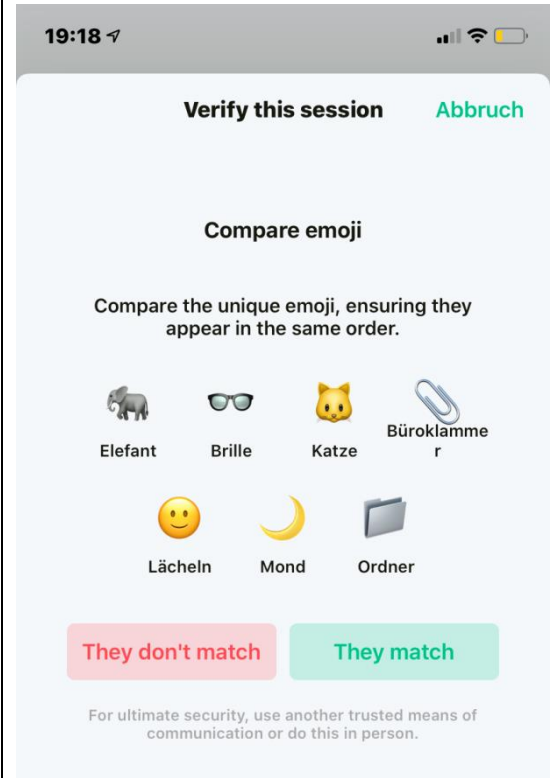 19:18
Verify this session Abbruch
Compare emoji
Compare the unique emoji, ensuring they
appear in the same order.
Elefant Brille Katze Büroklamme
r
Lächeln Mond Ordner
They don't match They match
For ultimate security, use another trusted means of
communication or do this in person.